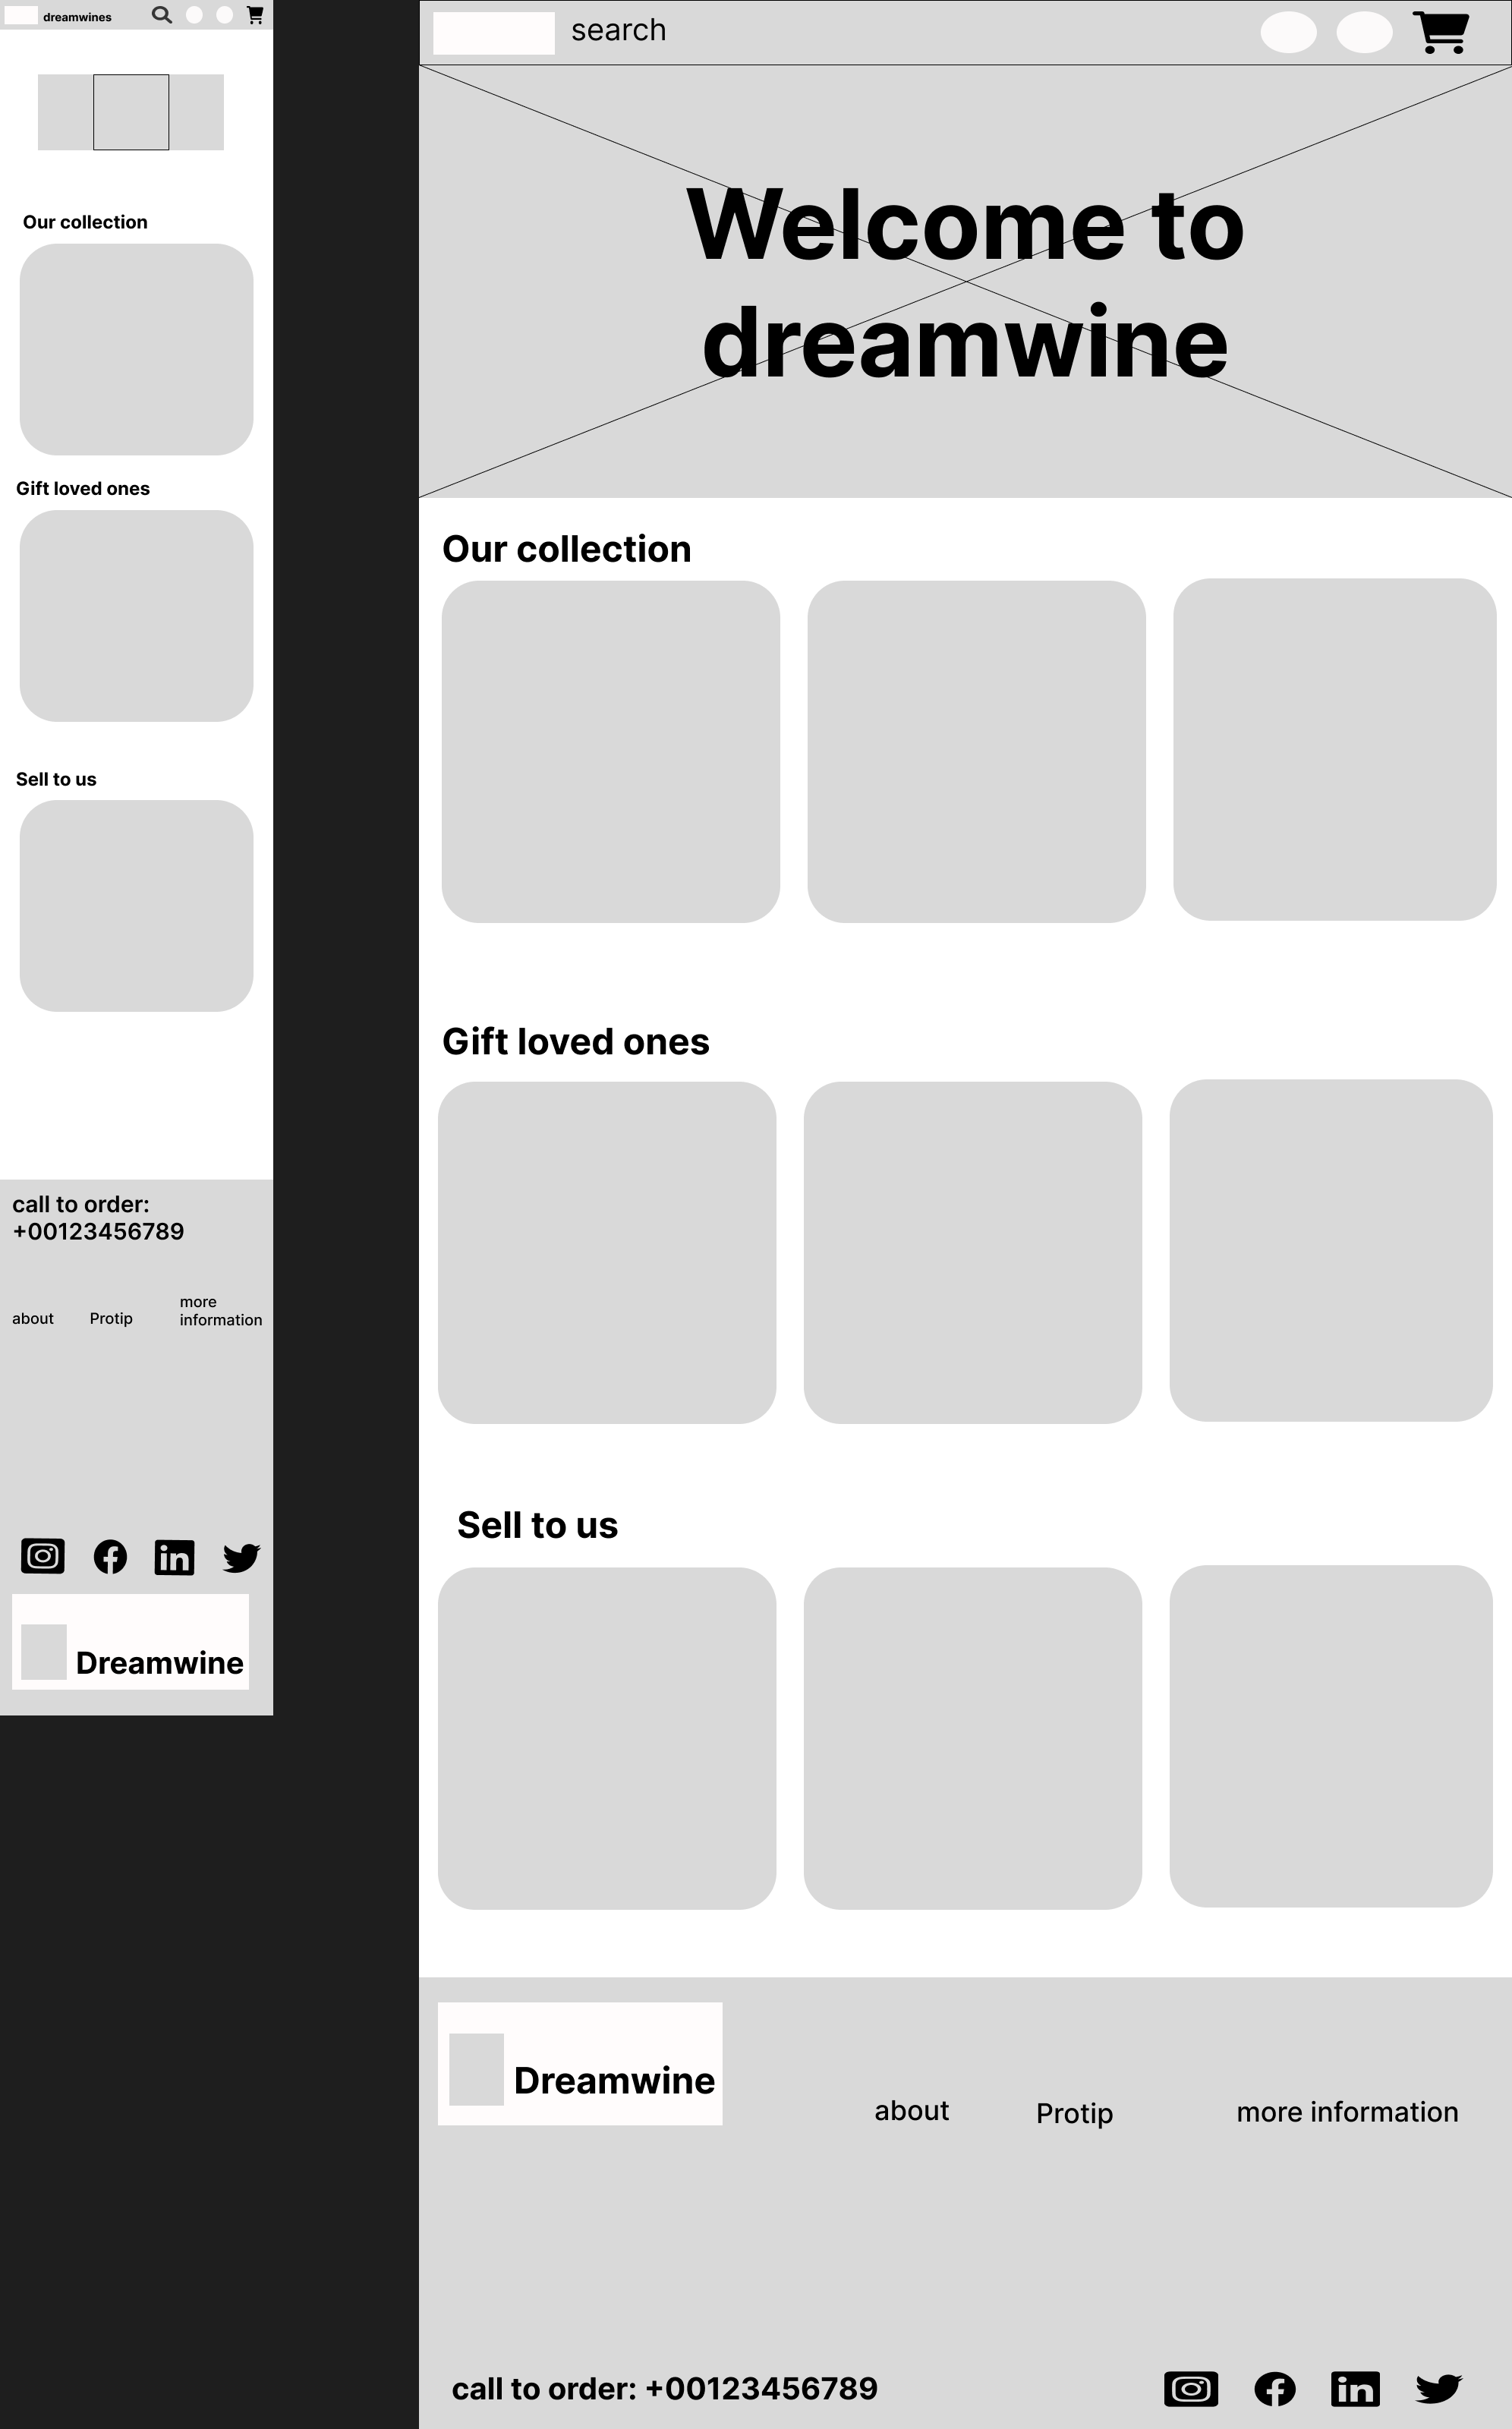 dreamwines
Our collection
Gift loved ones
Sell to us
call to order:
+00123456789
about
Protip
more
information
in
Dreamwine
search
Welcome to
dreamwine
Our collection
Gift loved ones
Sell to us
Dreamwine
about
Protip
more information
call to order: +00123456789
in